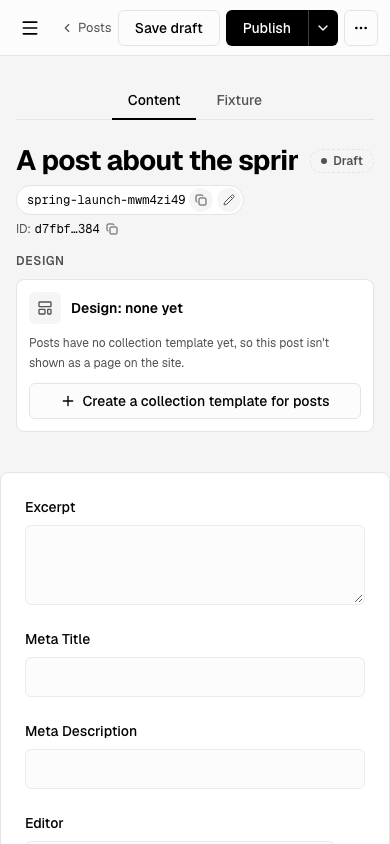 Posts
Save draft
Publish
Content
Fixture
A post about the sprir
Draft
spring-launch-mwm4zi49
ID: d7fbf…384
DESIGN
Design: none yet
Posts have no collection template yet, so this post isn't
shown as a page on the site.
Create a collection template for posts
Excerpt
Meta Title
Meta Description
Editor